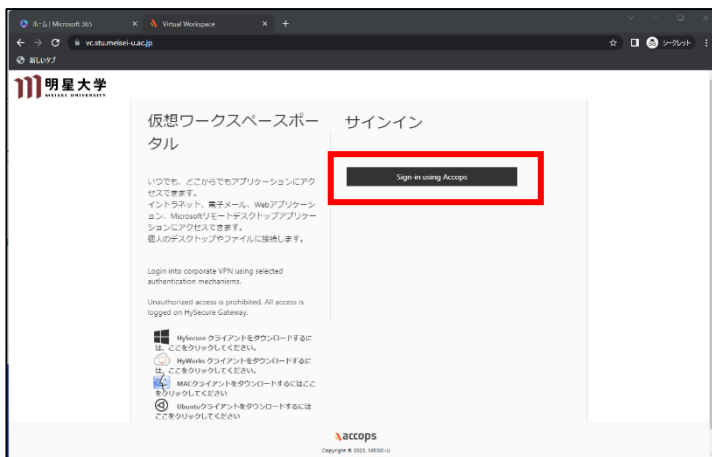 ホーム | Microsoft 365
Virtual Workspace
vc.stu.meisei-u.ac.jp
シークレット
新しいタブ
明星大学
MEISEI UNIVERSITY
仮想ワークスペースポー
タル
いつでも、どこからでもアプリケーションにアク
セスできます。
イントラネット、電子メール、Webアプリケーシ
ョン、Microsoftリモートデスクトップアプリケー
ションにアクセスできます。
個人のデスクトップやファイルに接続します。
Login into corporate VPN using selected
authentication mechanisms.
Unauthorized access is prohibited. All access is
logged on HySecure Gateway.
HySecure クライアントをダウンロードするに
は、ここをクリックしてください。
HyWorks クライアントをダウンロードするに
は、ここをクリックしてください。
MACクライアントをダウンロードするにはここ
をクリックしてください
Ubuntuクライアントをダウンロードするには
ここをクリックしてください
サインイン
Sign-in using Accops
accops
Copyright © 2023, MEISEI-U